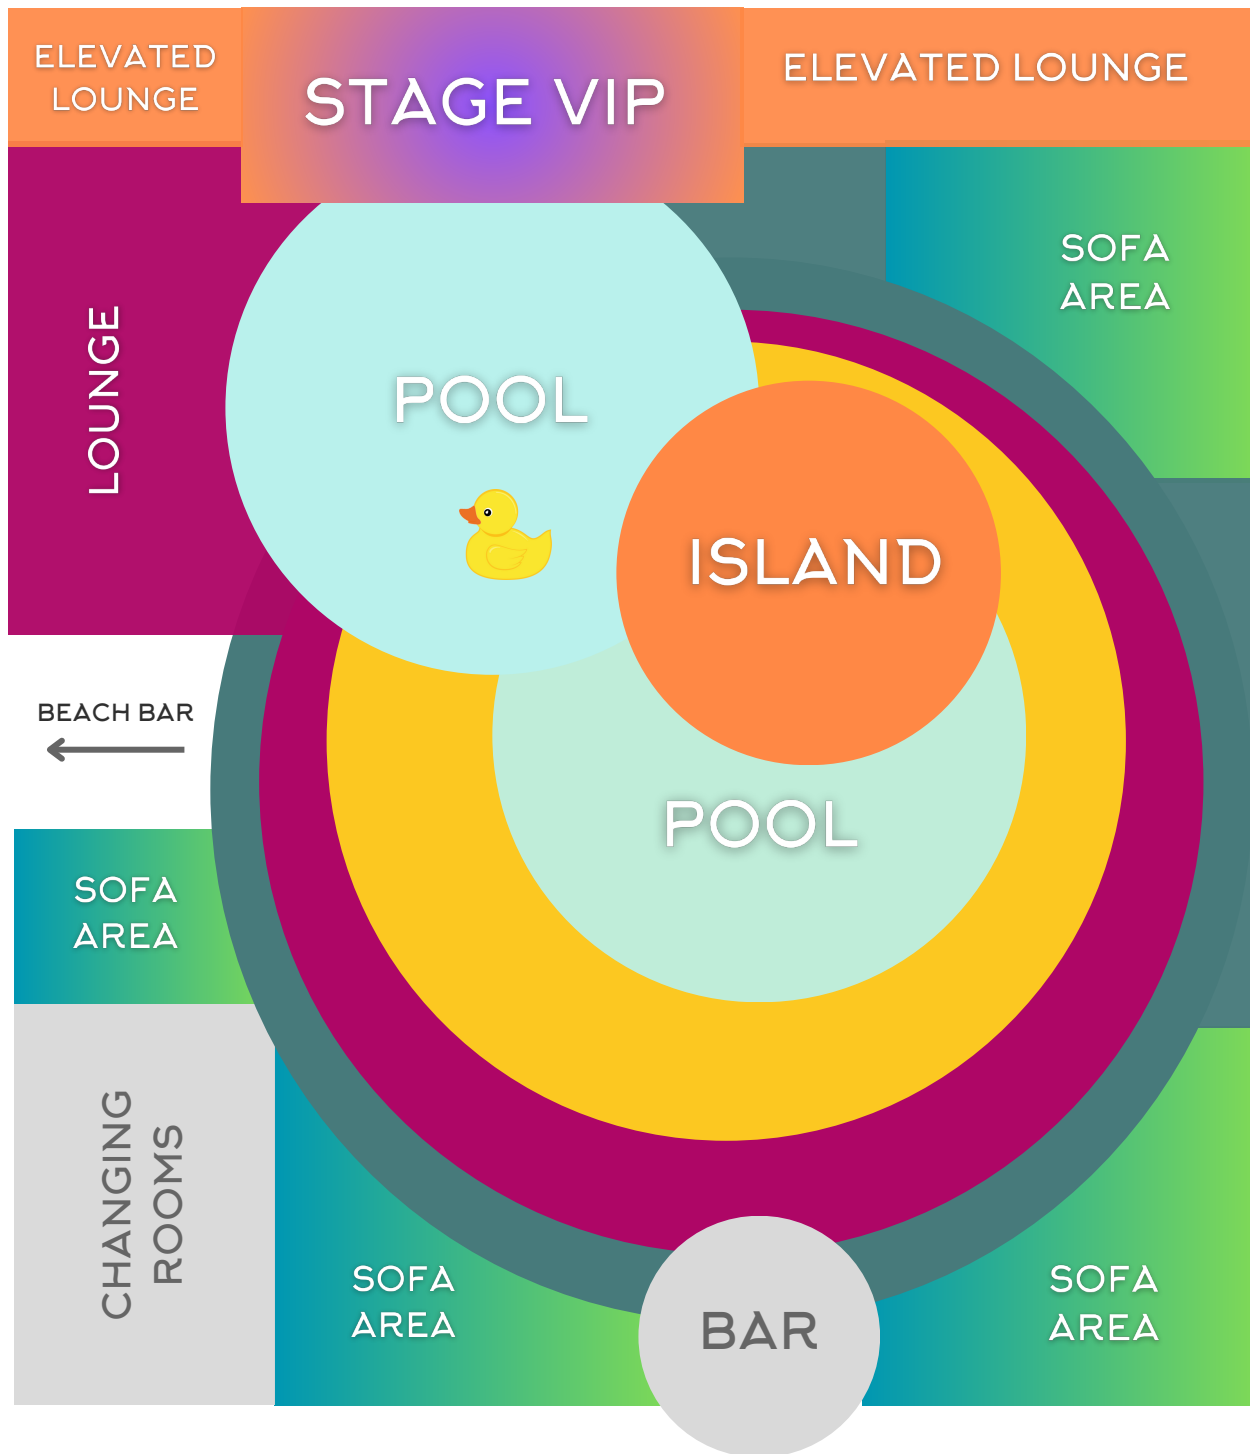 ELEVATED
LOUNGE
STAGE VIP
ELEVATED LOUNGE
SOFA
AREA
LOUNGE
POOL
ISLAND
BEACH BAR
POOL
SOFA
AREA
CHANGING
ROOMS
SOFA
AREA
BAR
SOFA
AREA